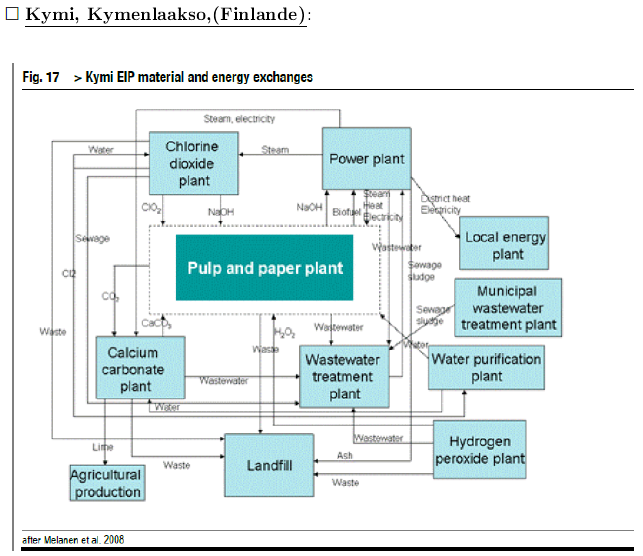 Kymi, Kymenlaakso,(Finlande):
Fig. 17 > Kymi EIP material and energy exchanges
Steam, electricity
Water
Chlorine
dioxide
plant
Steam
Power plant
ClO2
NaOH
NaOH
Biofuel
Steam
Heat
Electricity
District heat
Electricity
Sewage
Wastewater
Local energy
plant
Pulp and paper plant
Cl2
Sewage
sludge
CO2
Municipal
wastewater
treatment plant
Sewage
sludge
Waste
CaCO3
H2O2
Waste
Wastewater
Water
Calcium
carbonate
plant
Wastewater
Wastewater
treatment
plant
Water purification
plant
Water
Lime
Waste
Landfill
Wastewater
Ash
Waste
Hydrogen
peroxide plant
Agricultural
production
after Melanen et al. 2008